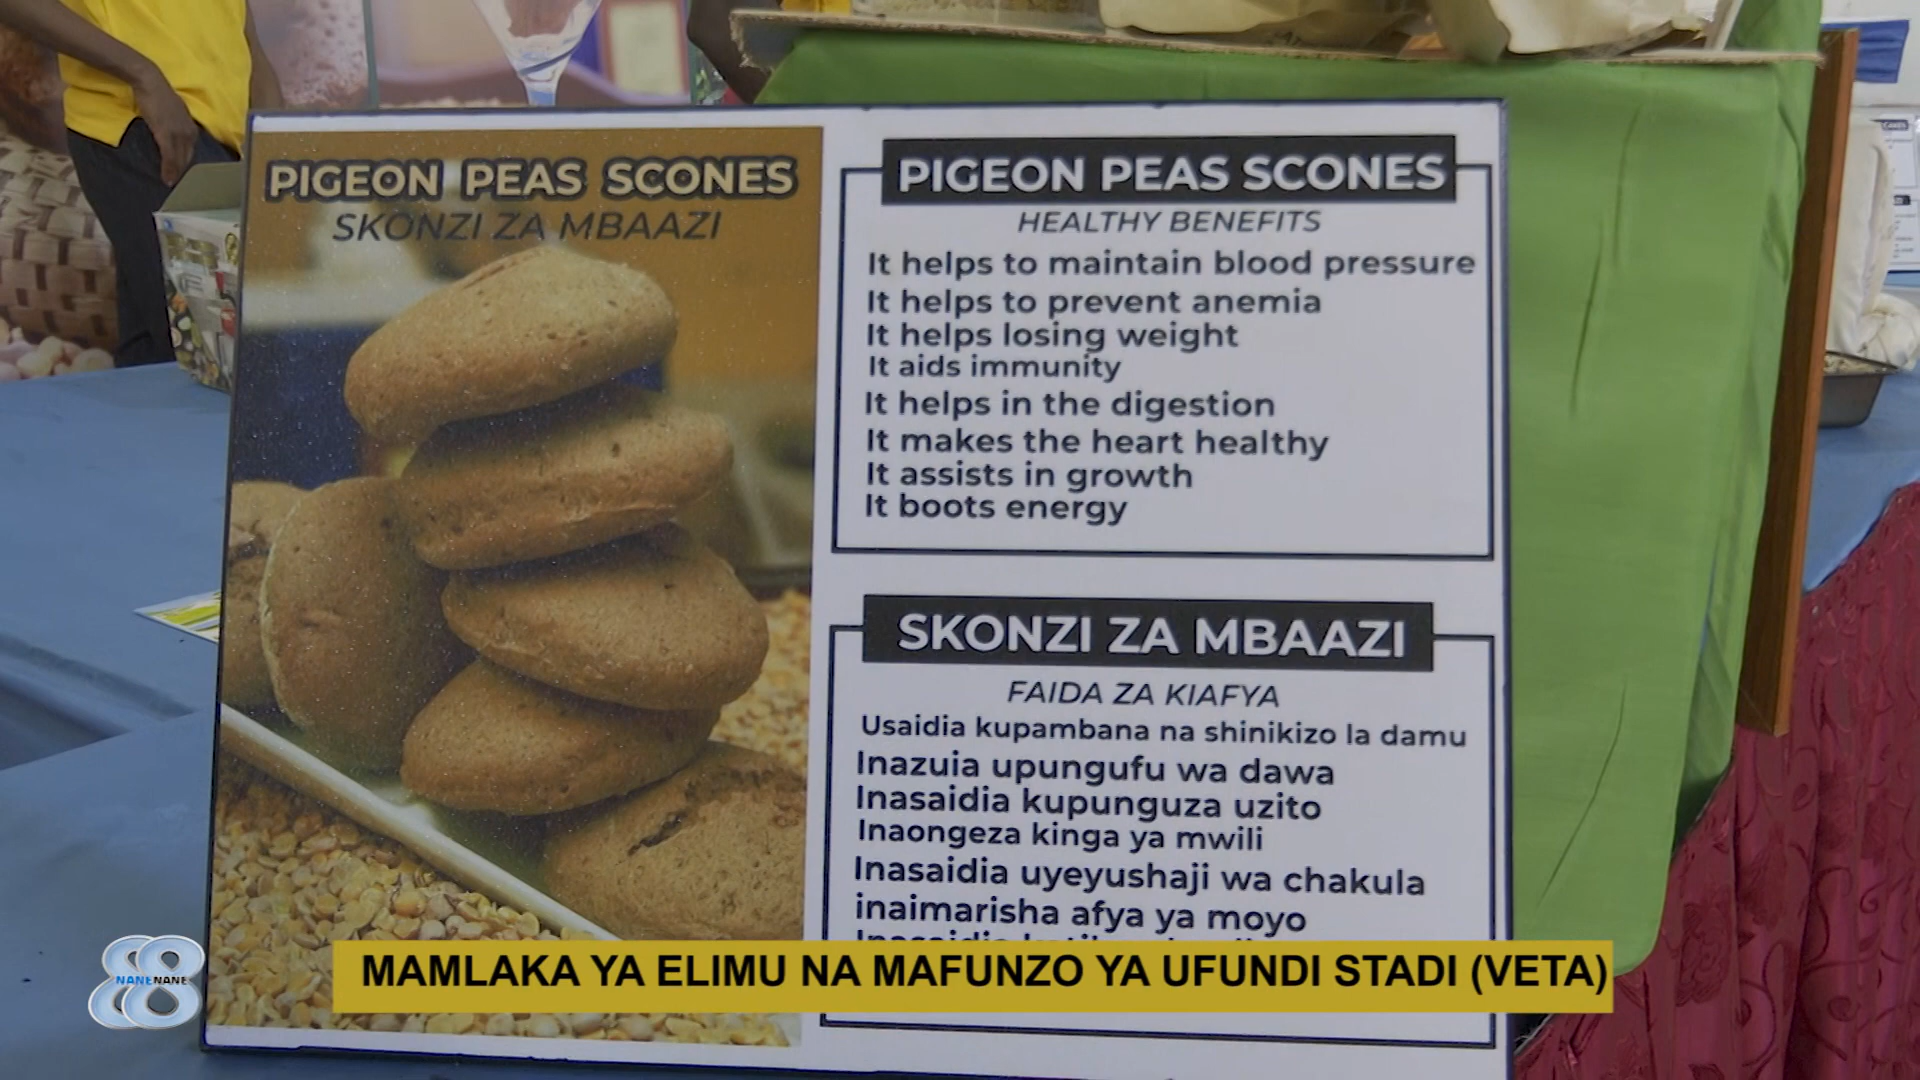 PIGEON PEAS SCONES
SKONZI ZA MBAAZI
PIGEON PEAS SCONES
HEALTHY BENEFITS
It helps to maintain blood pressure
It helps to prevent anemia
It helps losing weight
It aids immunity
It helps in the digestion
It makes the heart healthy
It assists in growth
It boots energy
SKONZI ZA MBAAZI
FAIDA ZA KIAFYA
Usaidia kupambana na shinikizo la damu
Inazuia upungufu wa dawa
Inasaidia kupunguza uzito
Inaongeza kinga ya mwili
Inasaidia uyeyushaji wa chakula
inaimarisha afya ya moyo
MAMLAKA YA ELIMU NA MAFUNZO YA UFUNDI STADI (VETA)
88
NANENANE